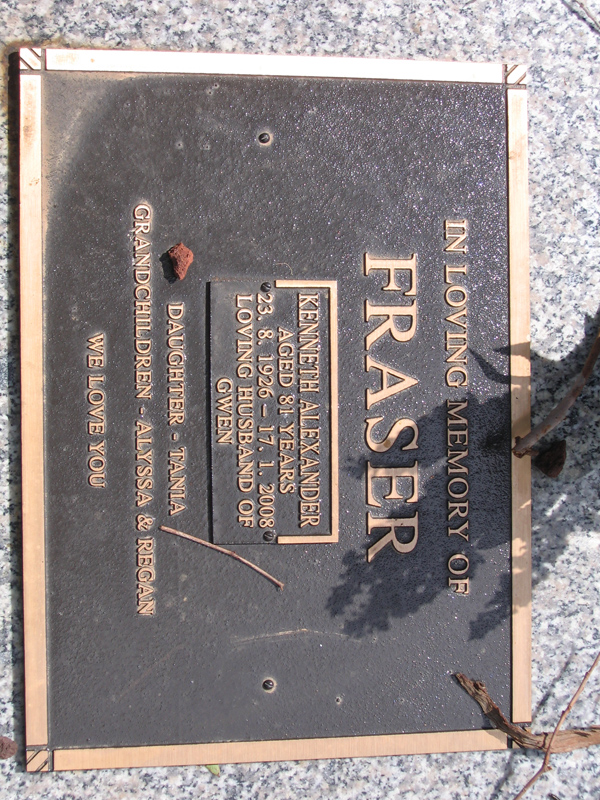 IN LOVING MEMORY OF
FRASER
KENNETH ALEXANDER
AGED 81 YEARS
23. 8. 1926 – 17. 1. 2008
LOVING HUSBAND OF
GWEN
DAUGHTER - TANIA
GRANDCHILDREN - ALYSSA & REGAN
WE LOVE YOU